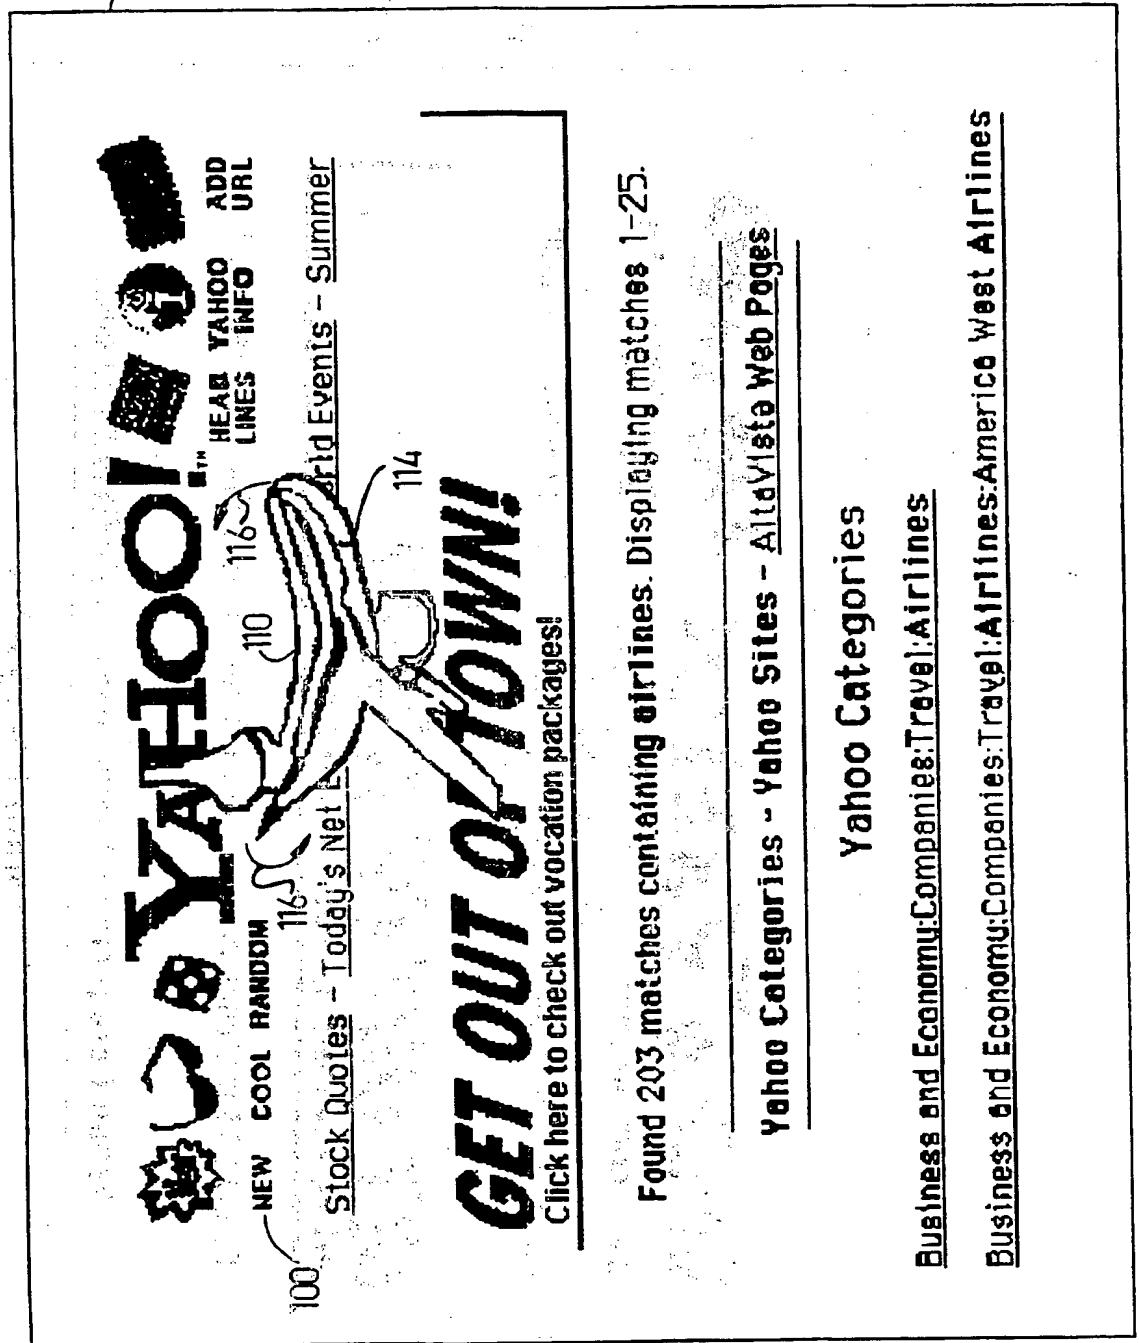 YAHOO! TM
NEW COOL RANDOM HEAD LINES YAHOO INFO ADD URL
100 116 110 116
Stock Quotes - Today's Net E rld Events - Summer
114
GET OUT OF TOWN!
Click here to check out vocation packages!
Found 203 matches containing airlines. Displaying matches 1-25.
Yahoo Categories - Yahoo Sites - AltaVista Web Pages
Yahoo Categories
Business and Economy:Companies:Travel:Airlines
Business and Economy:Companies:Travel:Airlines:America West Airlines